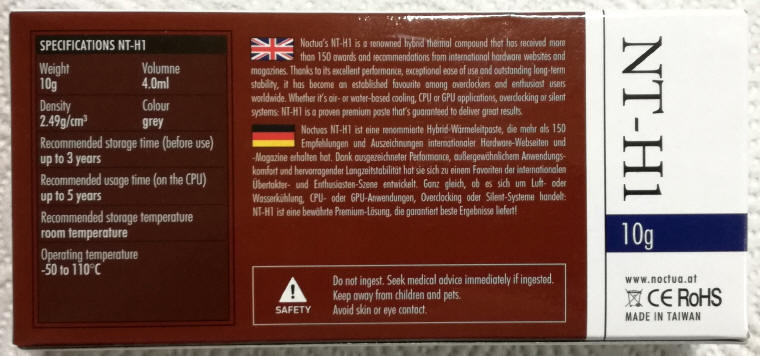 SPECIFICATIONS NT-H1
Weight Volumne
10g 4.0ml
Density Colour
2.49g/cm³ grey
Recommended storage time (before use)
up to 3 years
Recommended usage time (on the CPU)
up to 5 years
Recommended storage temperature
room temperature
Operating temperature
-50 to 110°C
Noctua's NT-H1 is a renowned hybrid thermal compound that has received more
than 150 awards and recommendations from international hardware websites and
magazines. Thanks to its excellent performance, exceptional ease of use and outstanding long-term
stability, it has become an established favourite among overclockers and enthusiast users
worldwide. Whether it's air- or water-based cooling, CPU or GPU applications, overclocking or silent
systems: NT-H1 is a proven premium paste that's guaranteed to deliver great results.
Noctuas NT-H1 ist eine renommierte Hybrid-Wärmeleitpaste, die mehr als 150
Empfehlungen und Auszeichnungen internationaler Hardware-Webseiten und
-Magazine erhalten hat. Dank ausgezeichneter Performance, außergewöhnlichem Anwendungs-
komfort und hervorragender Langzeitstabilität hat sie sich zu einem Favoriten der internationalen
Übertakter- und Enthusiasten-Szene entwickelt. Ganz gleich, ob es sich um Luft- oder
Wasserkühlung, CPU- oder GPU-Anwendungen, Overclocking oder Silent-Systeme handelt:
NT-H1 ist eine bewährte Premium-Lösung, die garantiert beste Ergebnisse liefert!
SAFETY
Do not ingest. Seek medical advice immediately if ingested.
Keep away from children and pets.
Avoid skin or eye contact.
NT-H1
10g
www.noctua.at
CE RoHS
MADE IN TAIWAN